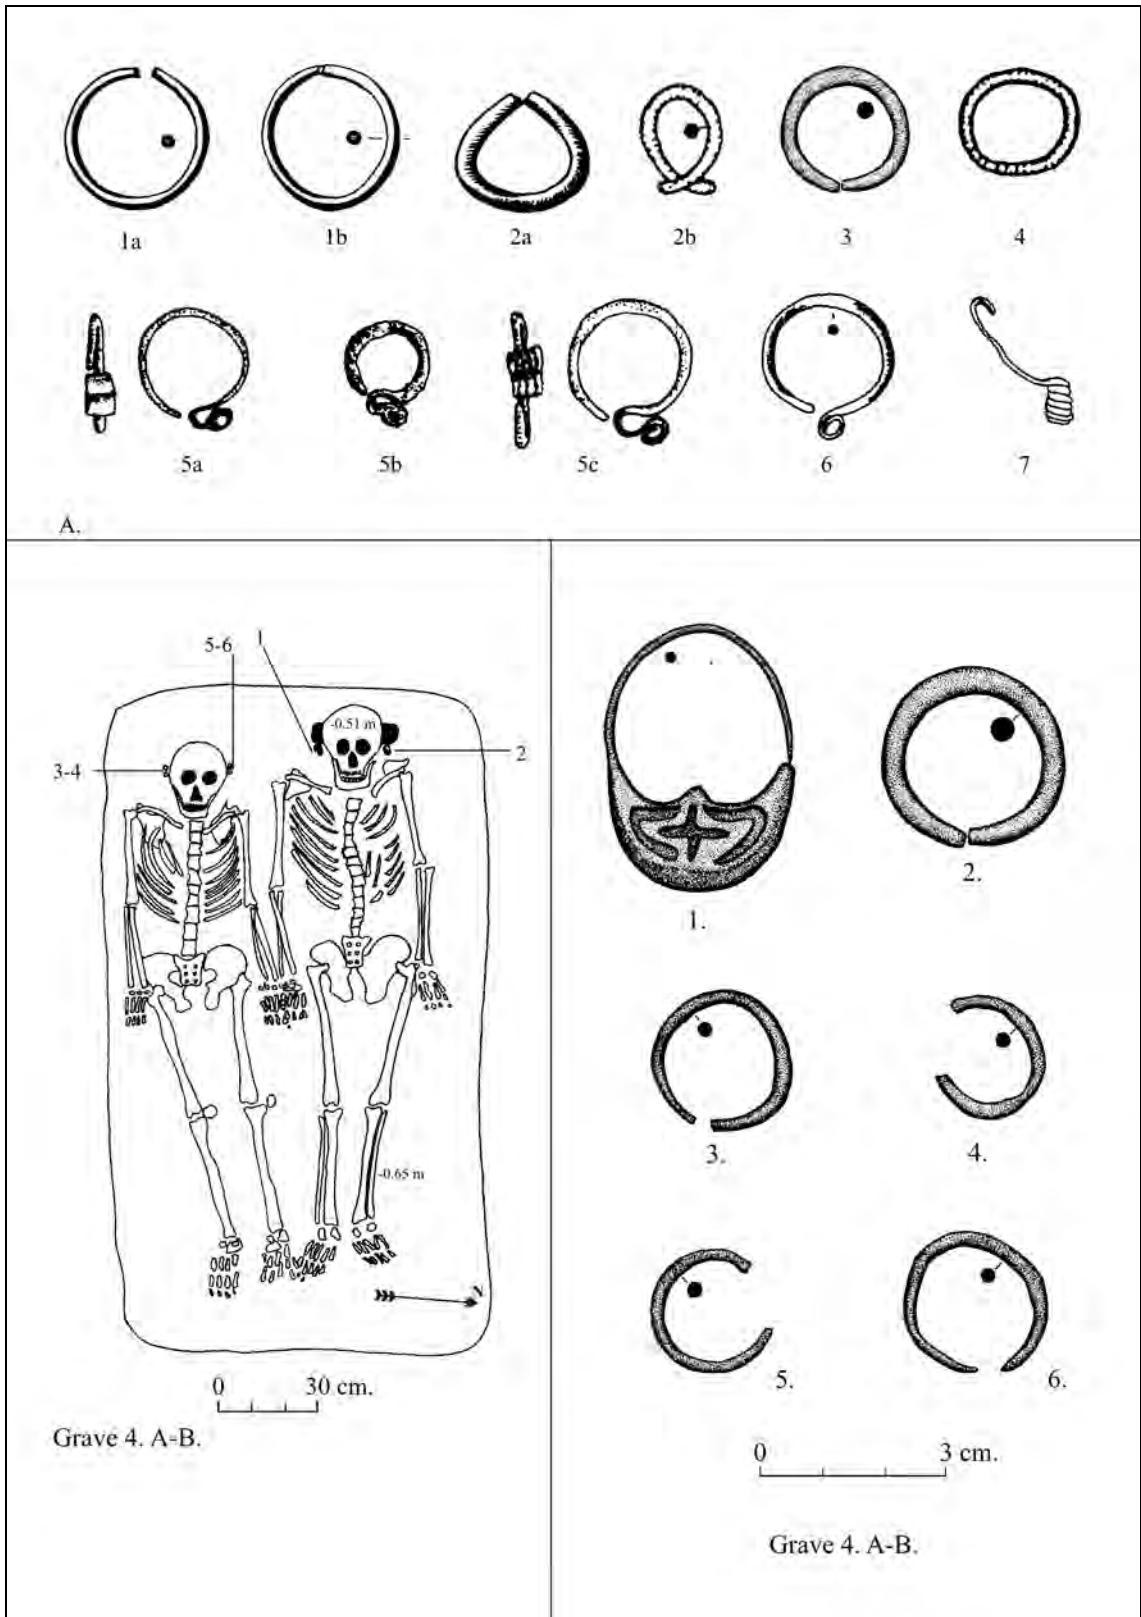 1a 1b 2a 2b 3 4
5a 5b 5c 6 7
A.
5-6 1
-0.51 m
3-4 2
-0.65 m
N
0 30 cm.
Grave 4. A-B.
1. 2.
3. 4.
5. 6.
0 3 cm.
Grave 4. A-B.